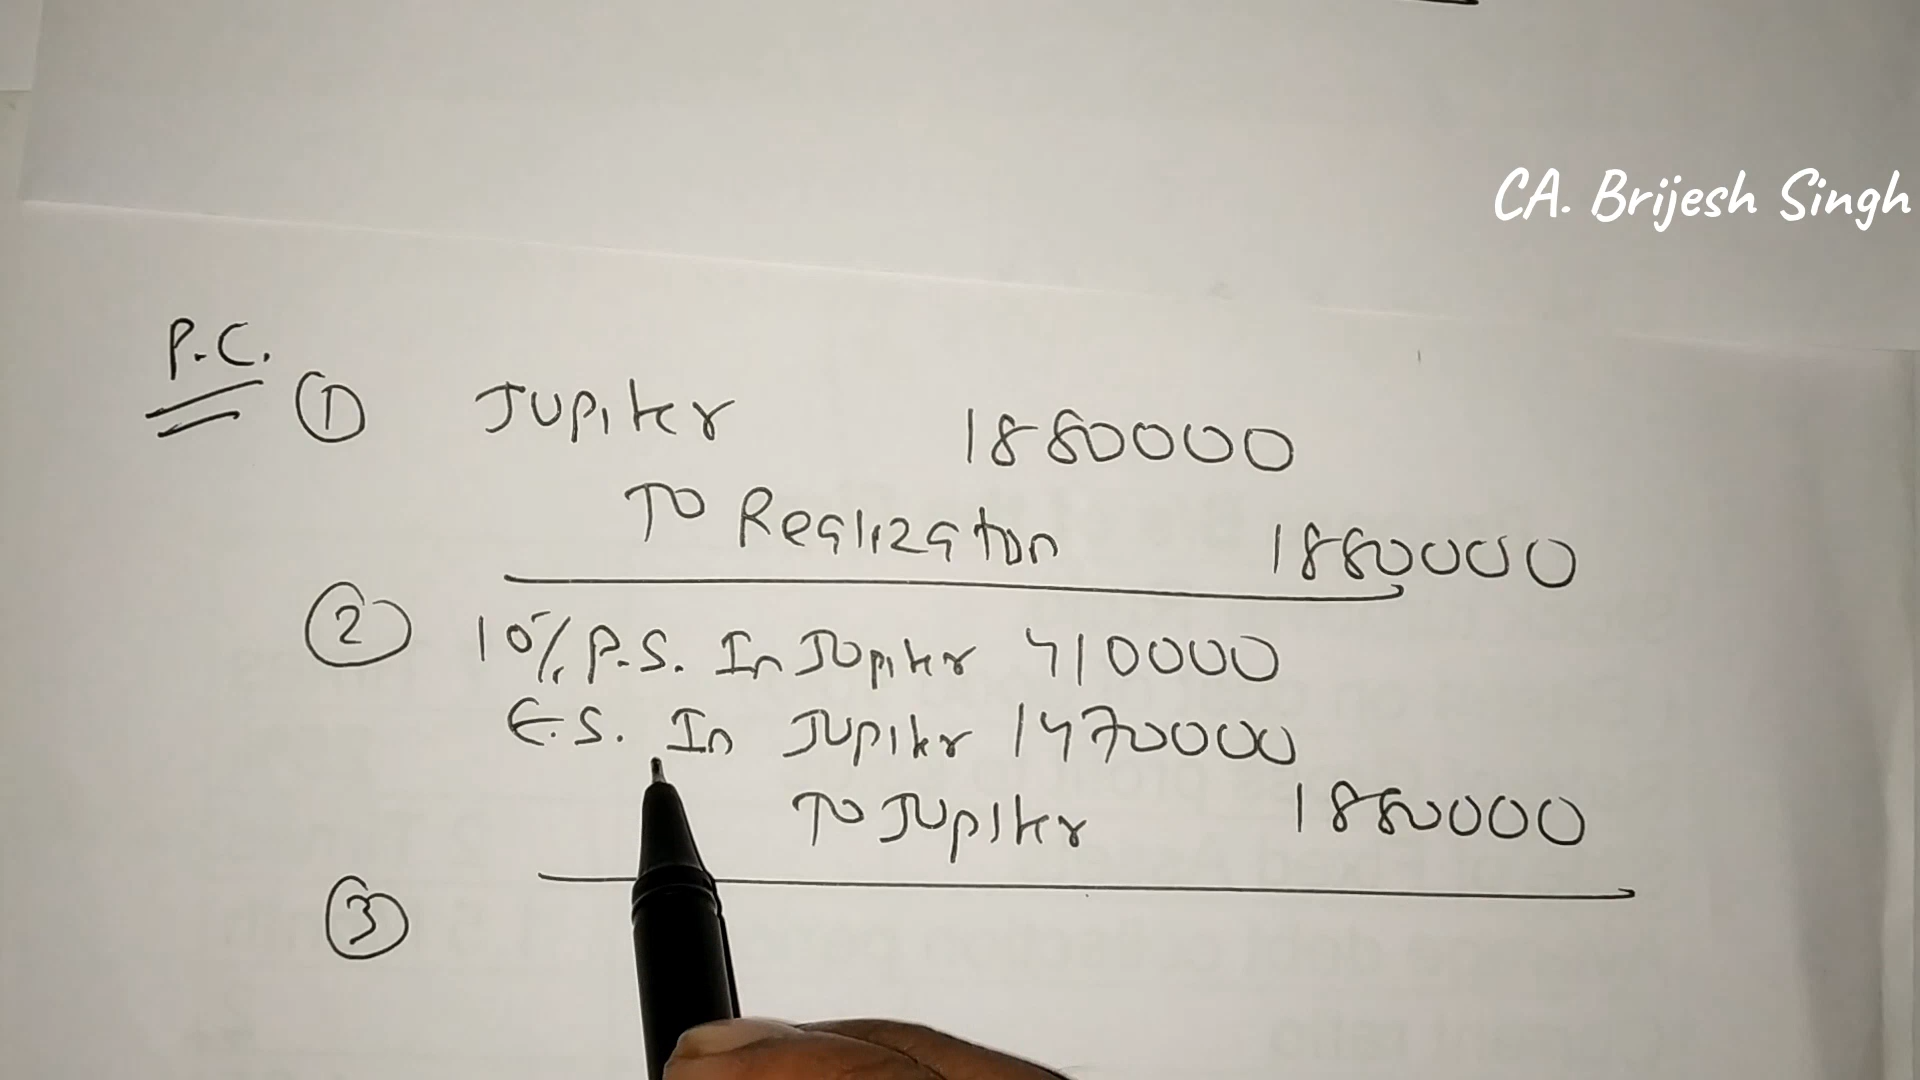 CA. Brijesh Singh
P.C.
① Jupiter 1880000
To Realization 1880000
② 10% P.S. In Jupiter 410000
E.S. In Jupiter 1470000
To Jupiter 1880000
③